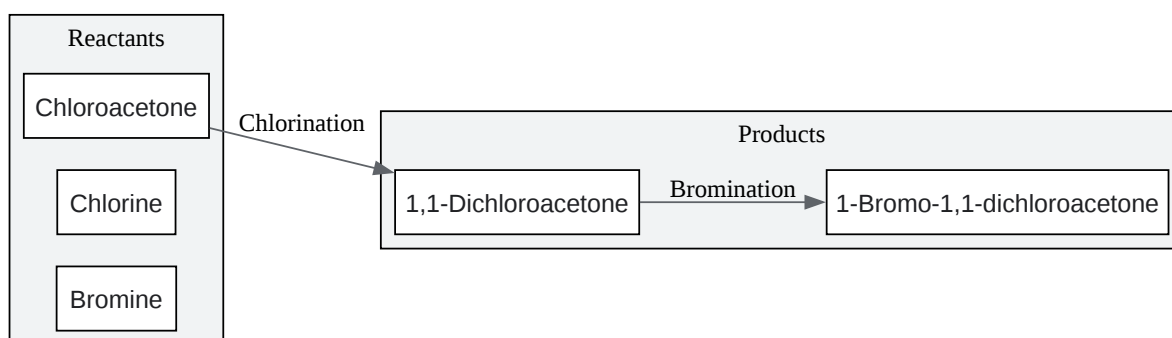 Reactants
Chloroacetone
Chlorine
Bromine
Chlorination
Products
1,1-Dichloroacetone
Bromination
1-Bromo-1,1-dichloroacetone